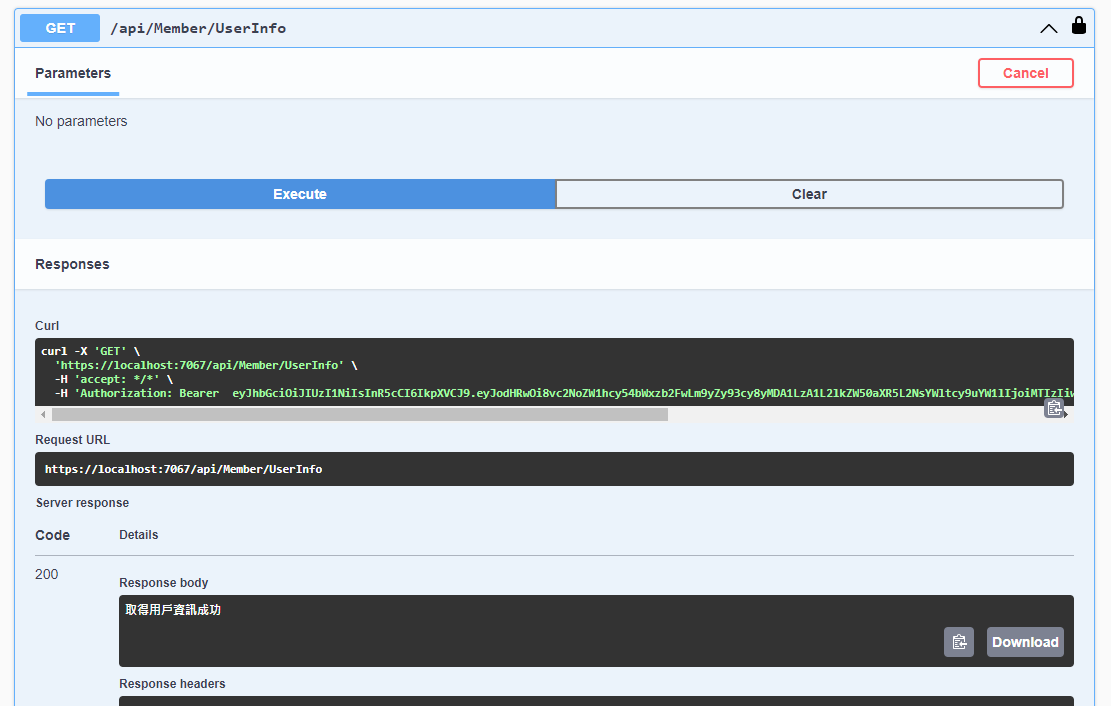 GET /api/Member/UserInfo
Parameters
Cancel
No parameters
Execute
Clear
Responses
Curl
curl -X 'GET' \
'https://localhost:7067/api/Member/UserInfo' \
-H 'accept: */*' \
-H 'Authorization: Bearer eyJhbGciOiJIUzI1NiIsInR5cCI6IkpXVCJ9.eyJodHRwOi8vc2NoZW1hcy54bWxzb2FwLm9yZy93cy8yMDA1LzA1L2lkZW50aXR5L2NsYWltcy9uYW1lIjoiMTIzIiw
Request URL
https://localhost:7067/api/Member/UserInfo
Server response
Code
Details
200
Response body
取得用戶資訊成功
Download
Response headers